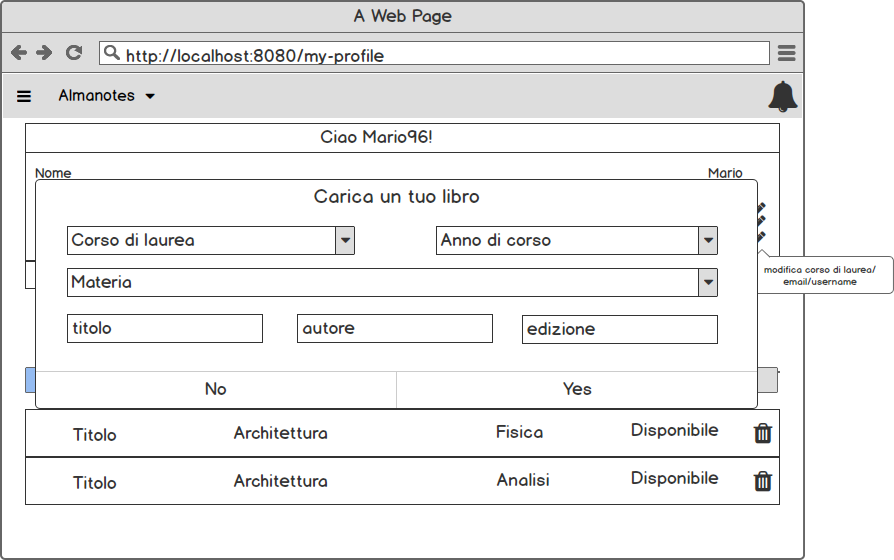 A Web Page
http://localhost:8080/my-profile
Almanotes
Ciao Mario96!
Nome Mario
Carica un tuo libro
Corso di laurea Anno di corso
Materia
modifica corso di laurea/
email/username
titolo autore edizione
No Yes
Titolo Architettura Fisica Disponibile
Titolo Architettura Analisi Disponibile